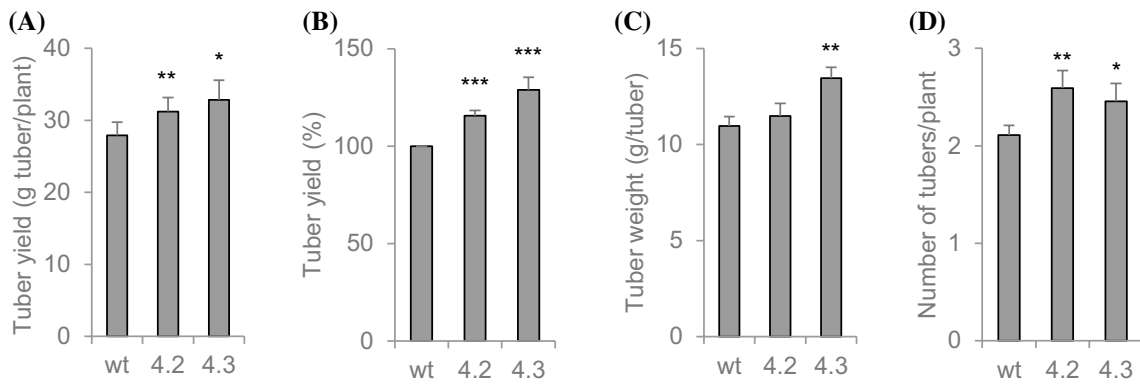 (A)
Tuber yield (g tuber/plant)
40
30
20
10
0
**
*
wt 4.2 4.3
(B)
Tuber yield (%)
150
100
50
0
***
***
wt 4.2 4.3
(C)
Tuber weight (g/tuber)
15
10
5
0
**
wt 4.2 4.3
(D)
Number of tubers/plant
3
2
1
0
**
*
wt 4.2 4.3